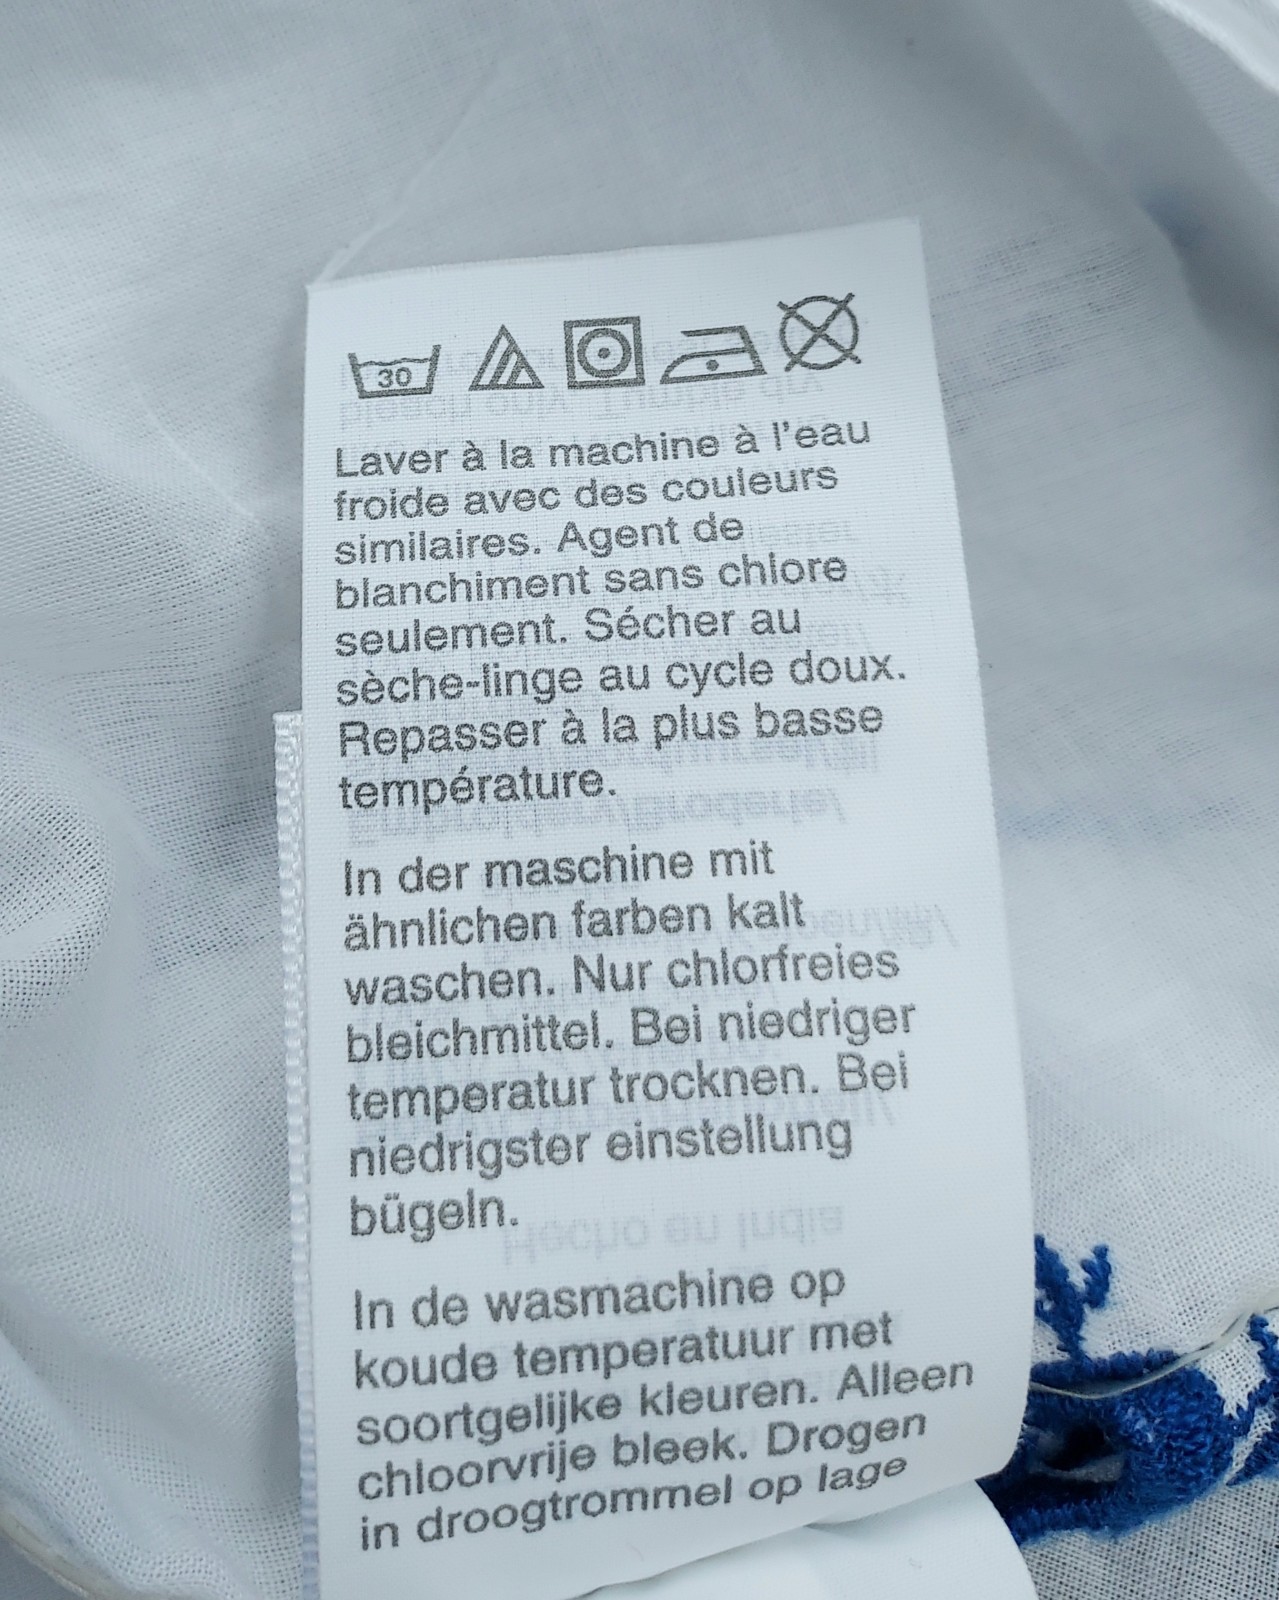 30
Laver à la machine à l'eau
froide avec des couleurs
similaires. Agent de
blanchiment sans chlore
seulement. Sécher au
sèche-linge au cycle doux.
Repasser à la plus basse
température.
In der maschine mit
ähnlichen farben kalt
waschen. Nur chlorfreies
bleichmittel. Bei niedriger
temperatur trocknen. Bei
niedrigster einstellung
bügeln.
In de wasmachine op
koude temperatuur met
soortgelijke kleuren. Alleen
chloorvrije bleek. Drogen
in droogtrommel op lage